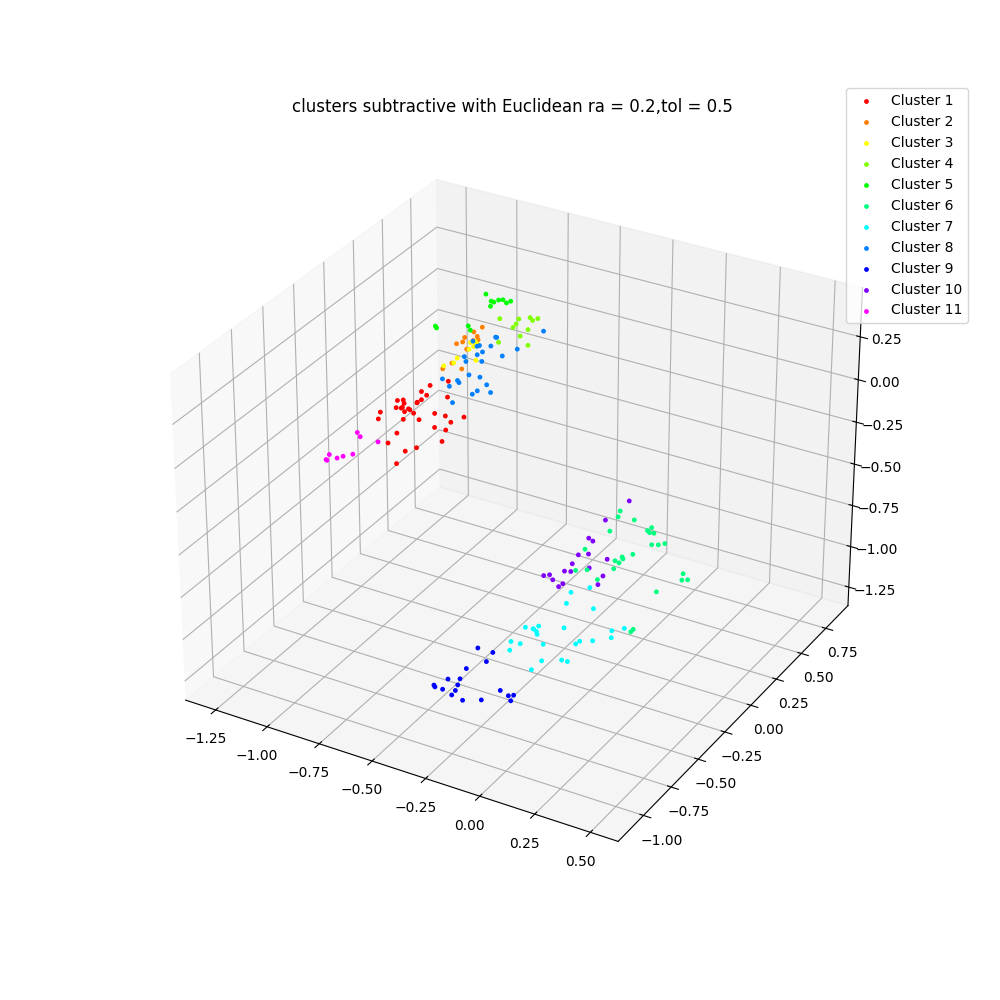 clusters subtractive with Euclidean ra = 0.2,tol = 0.5
Cluster 1
Cluster 2
Cluster 3
Cluster 4
Cluster 5
Cluster 6
Cluster 7
Cluster 8
Cluster 9
Cluster 10
Cluster 11
0.25
0.00
−0.25
−0.50
−0.75
−1.00
−1.25
0.75
0.50
0.25
0.00
−0.25
−0.50
−0.75
−1.00
−1.25
−1.00
−0.75
−0.50
−0.25
0.00
0.25
0.50